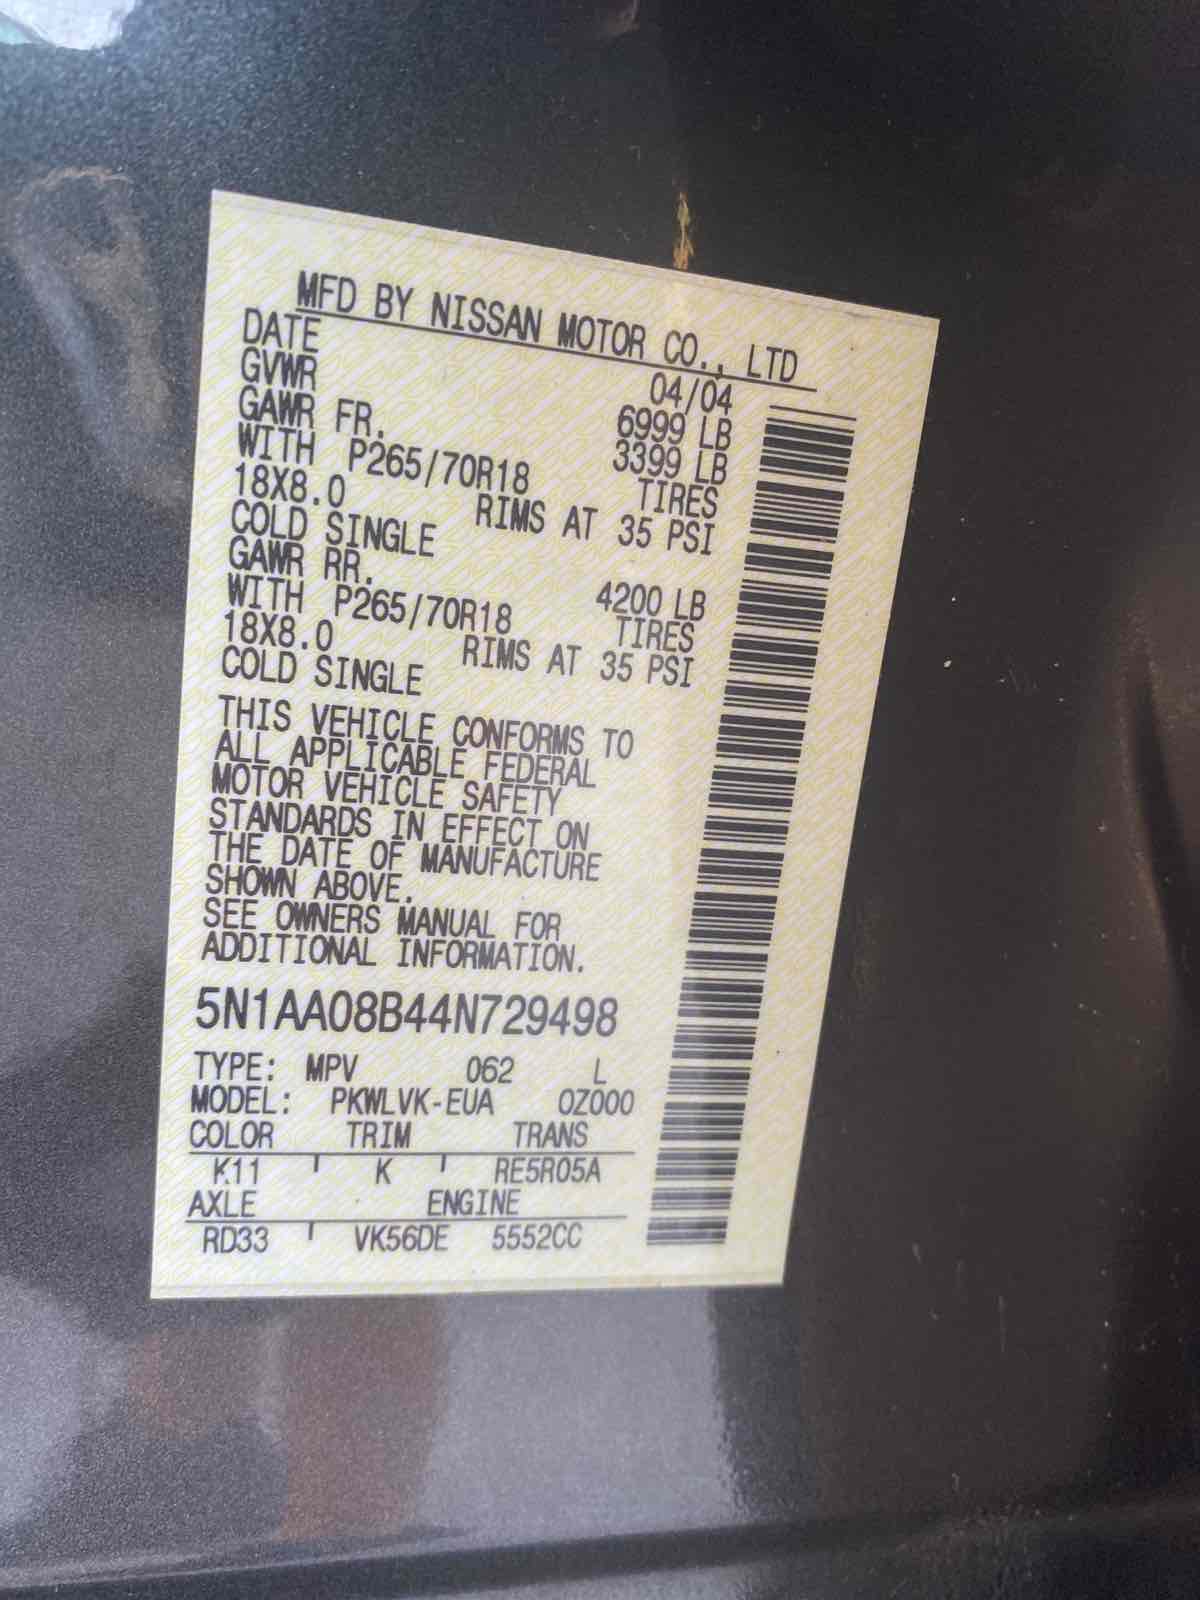 MFD BY NISSAN MOTOR CO., LTD
DATE 04/04
GVWR 6999 LB
GAWR FR. 3399 LB
WITH P265/70R18 TIRES
18X8.0 RIMS AT 35 PSI
COLD SINGLE
GAWR RR. 4200 LB
WITH P265/70R18 TIRES
18X8.0 RIMS AT 35 PSI
COLD SINGLE
THIS VEHICLE CONFORMS TO
ALL APPLICABLE FEDERAL
MOTOR VEHICLE SAFETY
STANDARDS IN EFFECT ON
THE DATE OF MANUFACTURE
SHOWN ABOVE.
SEE OWNERS MANUAL FOR
ADDITIONAL INFORMATION.
5N1AA08B44N729498
TYPE: MPV 062 L
MODEL: PKWLVK-EUA 0Z000
COLOR TRIM TRANS
K11 K RE5R05A
AXLE ENGINE
RD33 VK56DE 5552CC